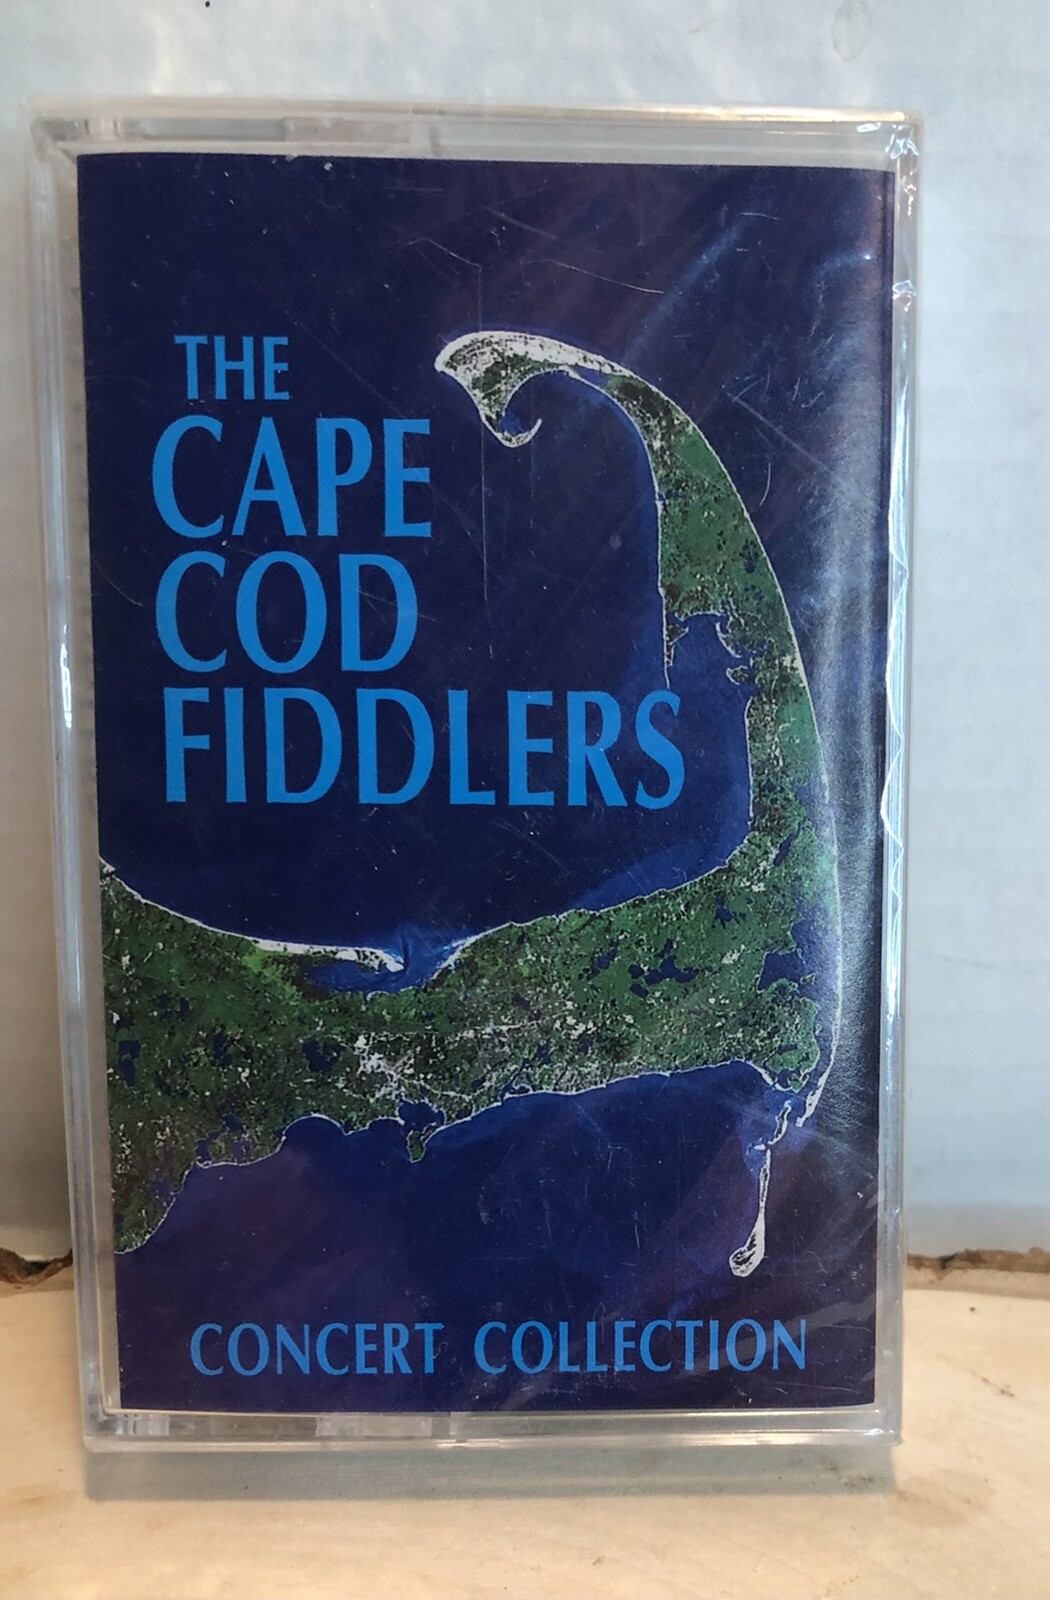 THE
CAPE
COD
FIDDLERS
CONCERT COLLECTION